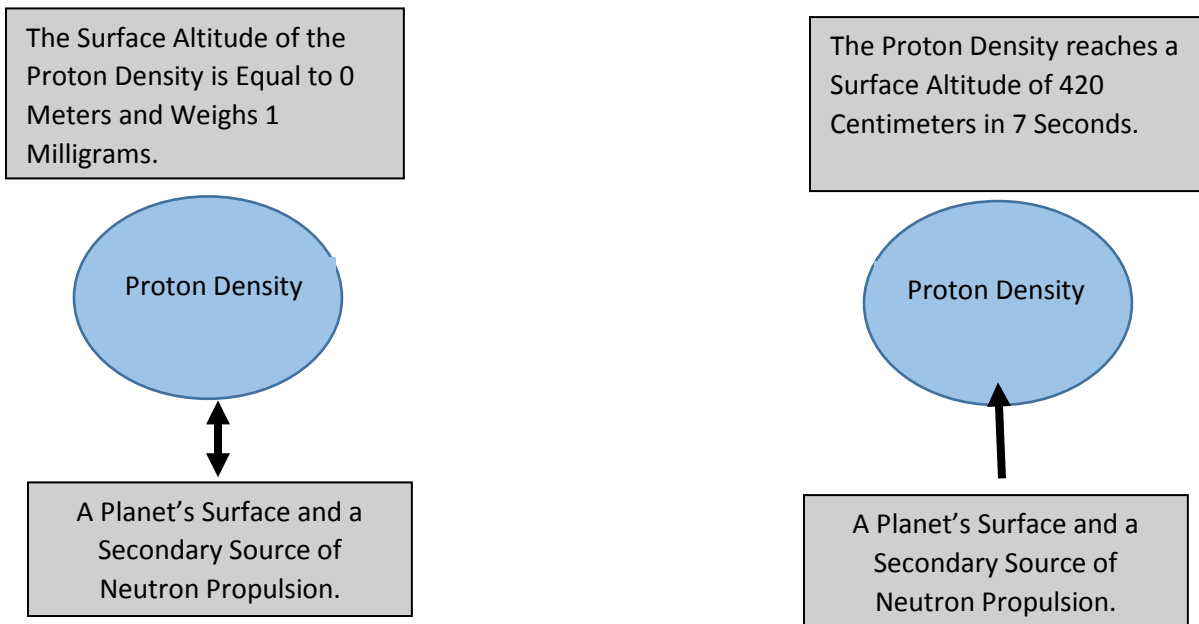 The Surface Altitude of the
Proton Density is Equal to 0
Meters and Weighs 1
Milligrams.
Proton Density
A Planet’s Surface and a
Secondary Source of
Neutron Propulsion.
The Proton Density reaches a
Surface Altitude of 420
Centimeters in 7 Seconds.
Proton Density
A Planet’s Surface and a
Secondary Source of
Neutron Propulsion.